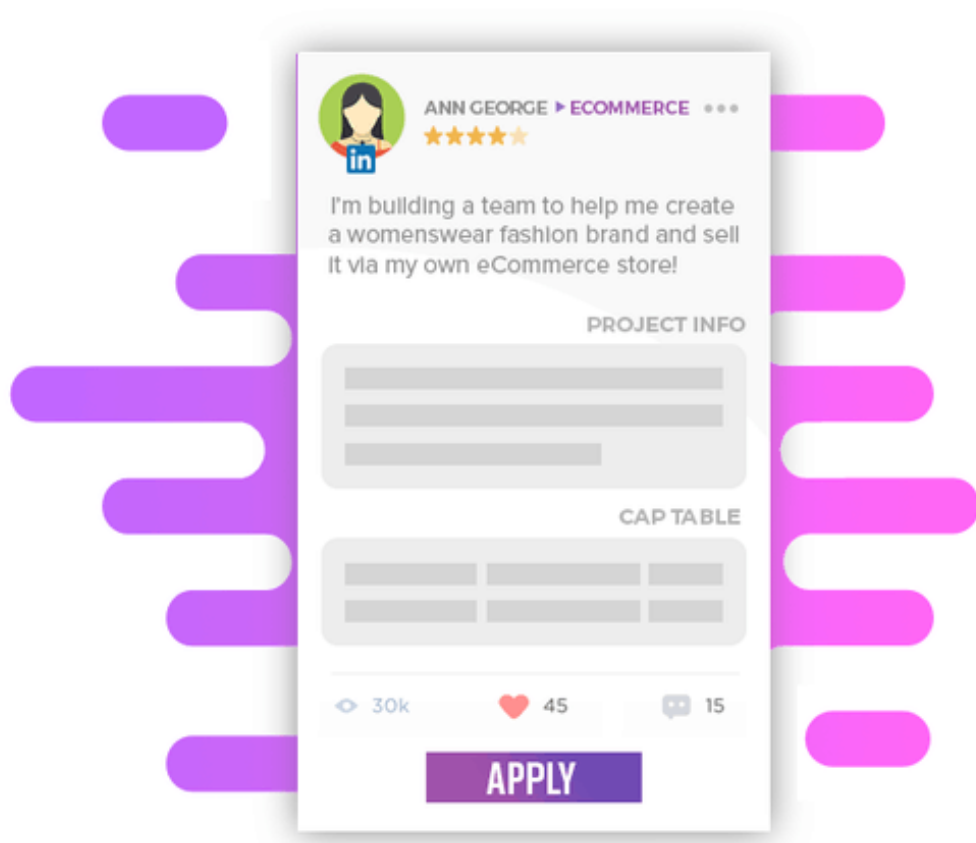 ANN GEORGE ▸ ECOMMERCE •••
in
I'm building a team to help me create
a womenswear fashion brand and sell
it via my own eCommerce store!
PROJECT INFO
CAP TABLE
30k 45 15
APPLY